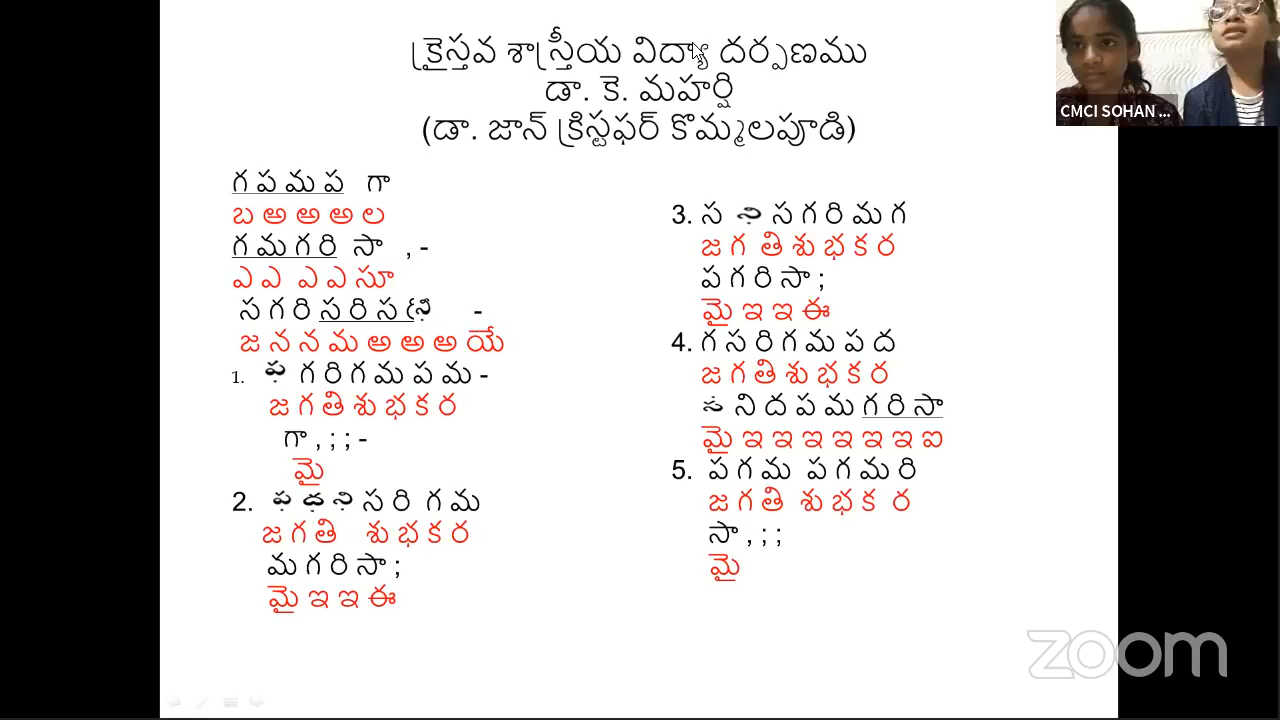 క్రైస్తవ శాస్త్రీయ విద్యా దర్పణము
డా. కె. మహర్షి
(డా. జాన్ క్రిస్టఫర్ కొమ్మలపూడి)
గ ప మ ప గా
బ అ అ అ ల
గ మ గ రి సా , -
ఎ ఎ ఎ ఎ సూ
స గ రి స రి స ని -
జ న న మ అ అ అ యే
1. ప గ రి గ మ ప మ -
జ గ తి శు భ క ర
గా , ; ; -
మై
2. ప ద ని స రి గ మ
జ గ తి శు భ క ర
మ గ రి సా ;
మై ఇ ఇ ఈ
3. స ని స గ రి మ గ
జ గ తి శు భ క ర
ప గ రి సా ;
మై ఇ ఇ ఈ
4. గ స రి గ మ ప ద
జ గ తి శు భ క ర
స ని ద ప మ గ రి సా
మై ఇ ఇ ఇ ఇ ఇ ఇ ఐ
5. ప గ మ ప గ మ రి
జ గ తి శు భ క ర
సా , ; ;
మై
CMCI SOHAN ...
zoom